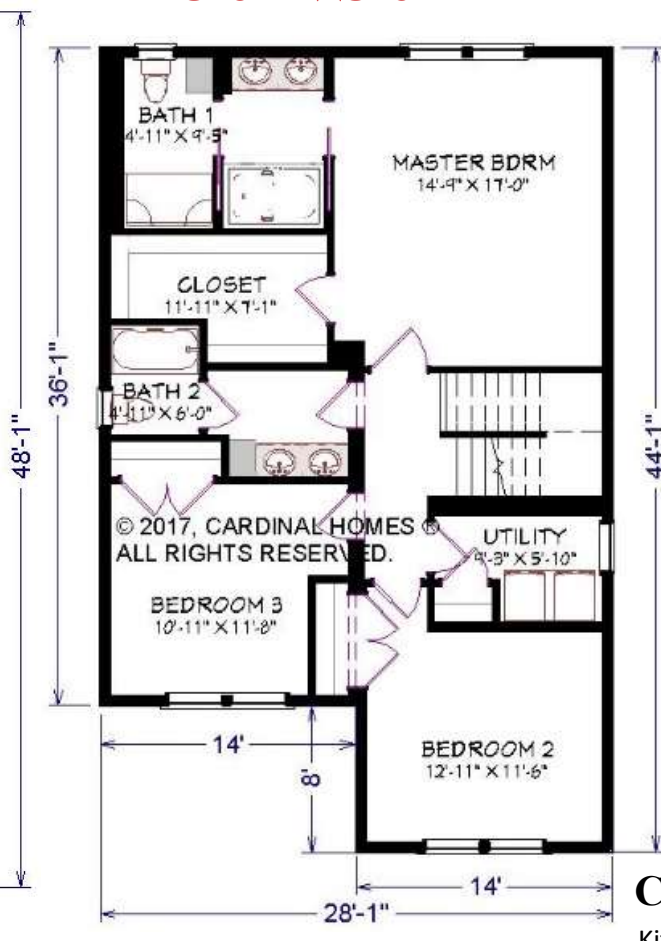 BATH 1
4'-11" X 9'-5"
MASTER BDRM
14'-9" X 17'-0"
CLOSET
11'-11" X 7'-1"
36'-1"
48'-1"
44'-1"
BATH 2
4'-11" X 6'-0"
© 2017, CARDINAL HOMES ®
ALL RIGHTS RESERVED.
UTILITY
9'-3" X 5'-10"
BEDROOM 3
10'-11" X 11'-8"
14'
8'
BEDROOM 2
12'-11" X 11'-6"
14'
28'-1"